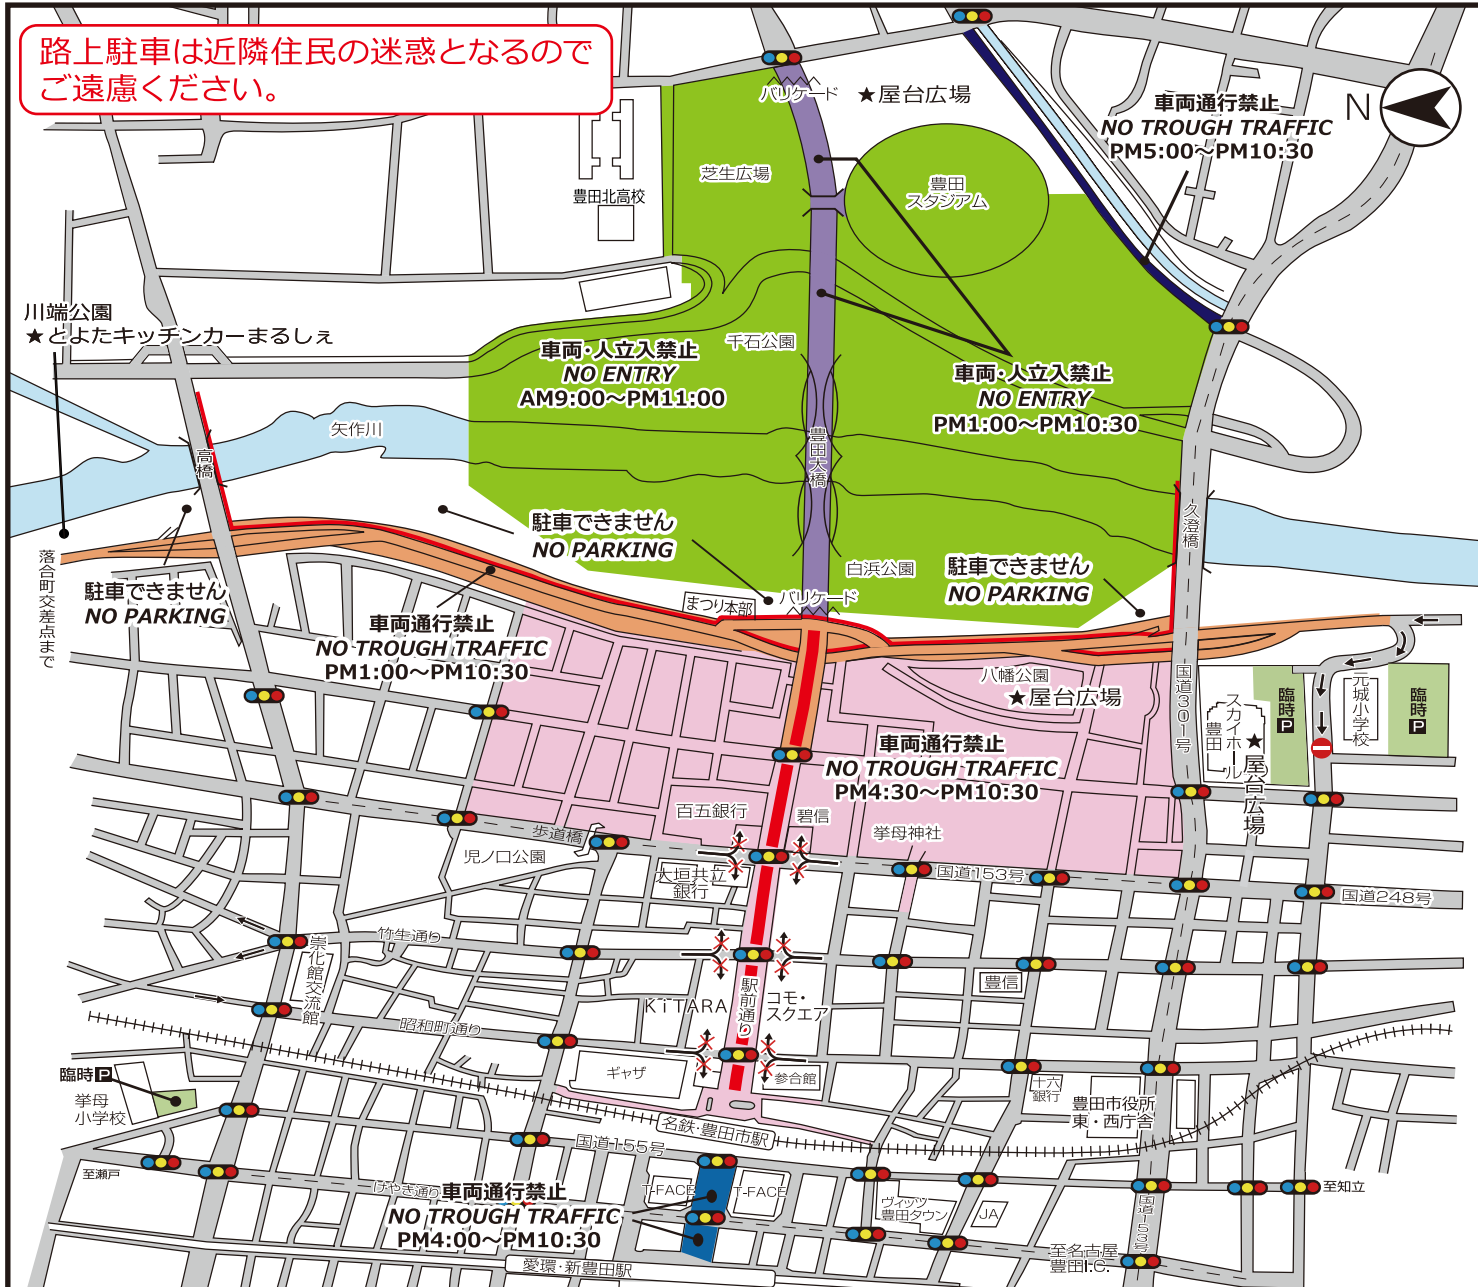 路上駐車は近隣住民の迷惑となるので
ご遠慮ください。
バリケード
★屋台広場
車両通行禁止
NO TROUGH TRAFFIC
PM5:00〜PM10:30
N
芝生広場
豊田
スタジアム
豊田北高校
川端公園
★とよたキッチンカーまるしぇ
千石公園
車両・人立入禁止
NO ENTRY
AM9:00〜PM11:00
車両・人立入禁止
NO ENTRY
PM1:00〜PM10:30
矢作川
高橋
豊田大橋
久澄橋
駐車できません
NO PARKING
落合町交差点まで
駐車できません
NO PARKING
白浜公園
駐車できません
NO PARKING
まつり本部
バリケード
車両通行禁止
NO TROUGH TRAFFIC
PM1:00〜PM10:30
八幡公園
★屋台広場
国道301号
スカイホール
豊田
★屋台広場
臨時P
元城小学校
臨時P
車両通行禁止
NO TROUGH TRAFFIC
PM4:30〜PM10:30
百五銀行
碧信
挙母神社
歩道橋
児ノ口公園
大垣共立
銀行
国道153号
国道248号
竹生通り
崇化館交流館
豊信
駅前通り
KiTARA
コモ・
スクエア
昭和町通り
ギャザ
参合館
十六
銀行
豊田市役所
東・西庁舎
臨時P
挙母
小学校
名鉄・豊田市駅
国道155号
至瀬戸
けやき通り
車両通行禁止
NO TROUGH TRAFFIC
PM4:00〜PM10:30
T-FACE
T-FACE
ヴィッツ
豊田タウン
JA
国道153号
至知立
至名古屋
豊田I.C.
愛環・新豊田駅